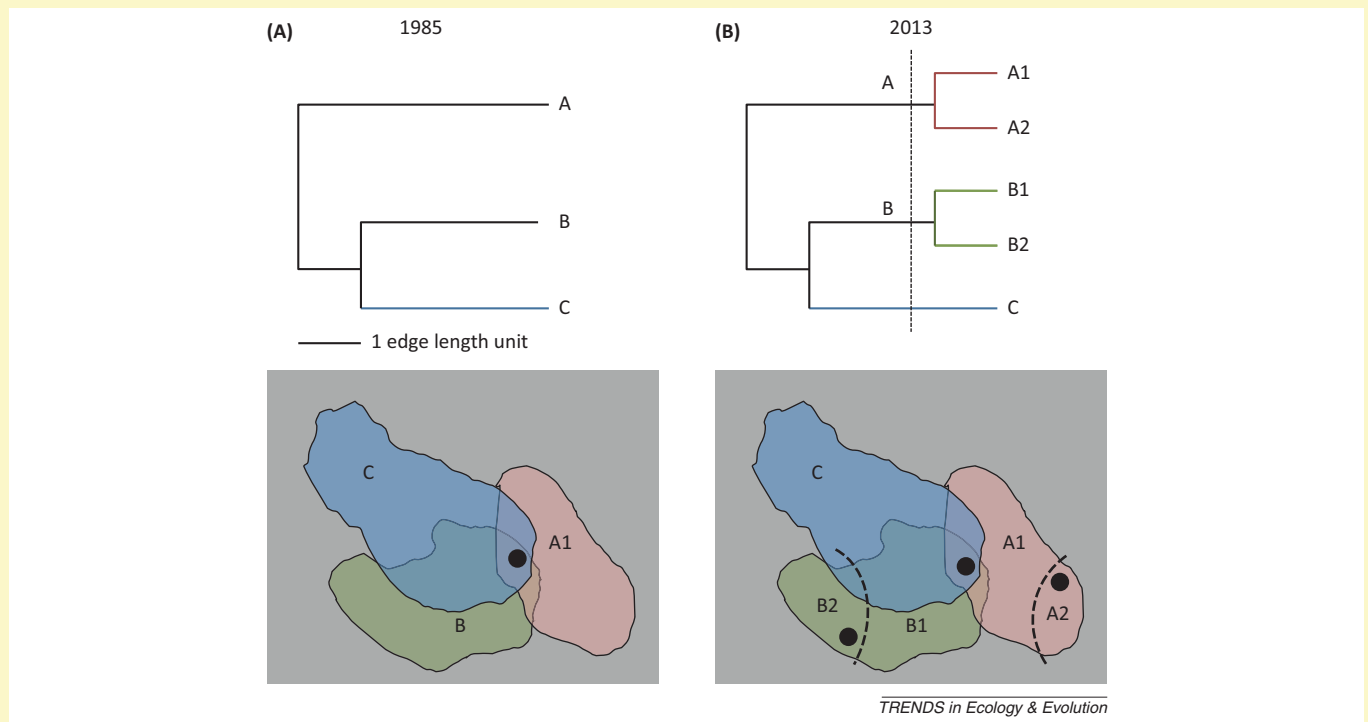 (A) 1985
A
B
C
1 edge length unit
C
A1
B
(B) 2013
A
A1
A2
B
B1
B2
C
C
A1
B2
B1
A2
TRENDS in Ecology & Evolution